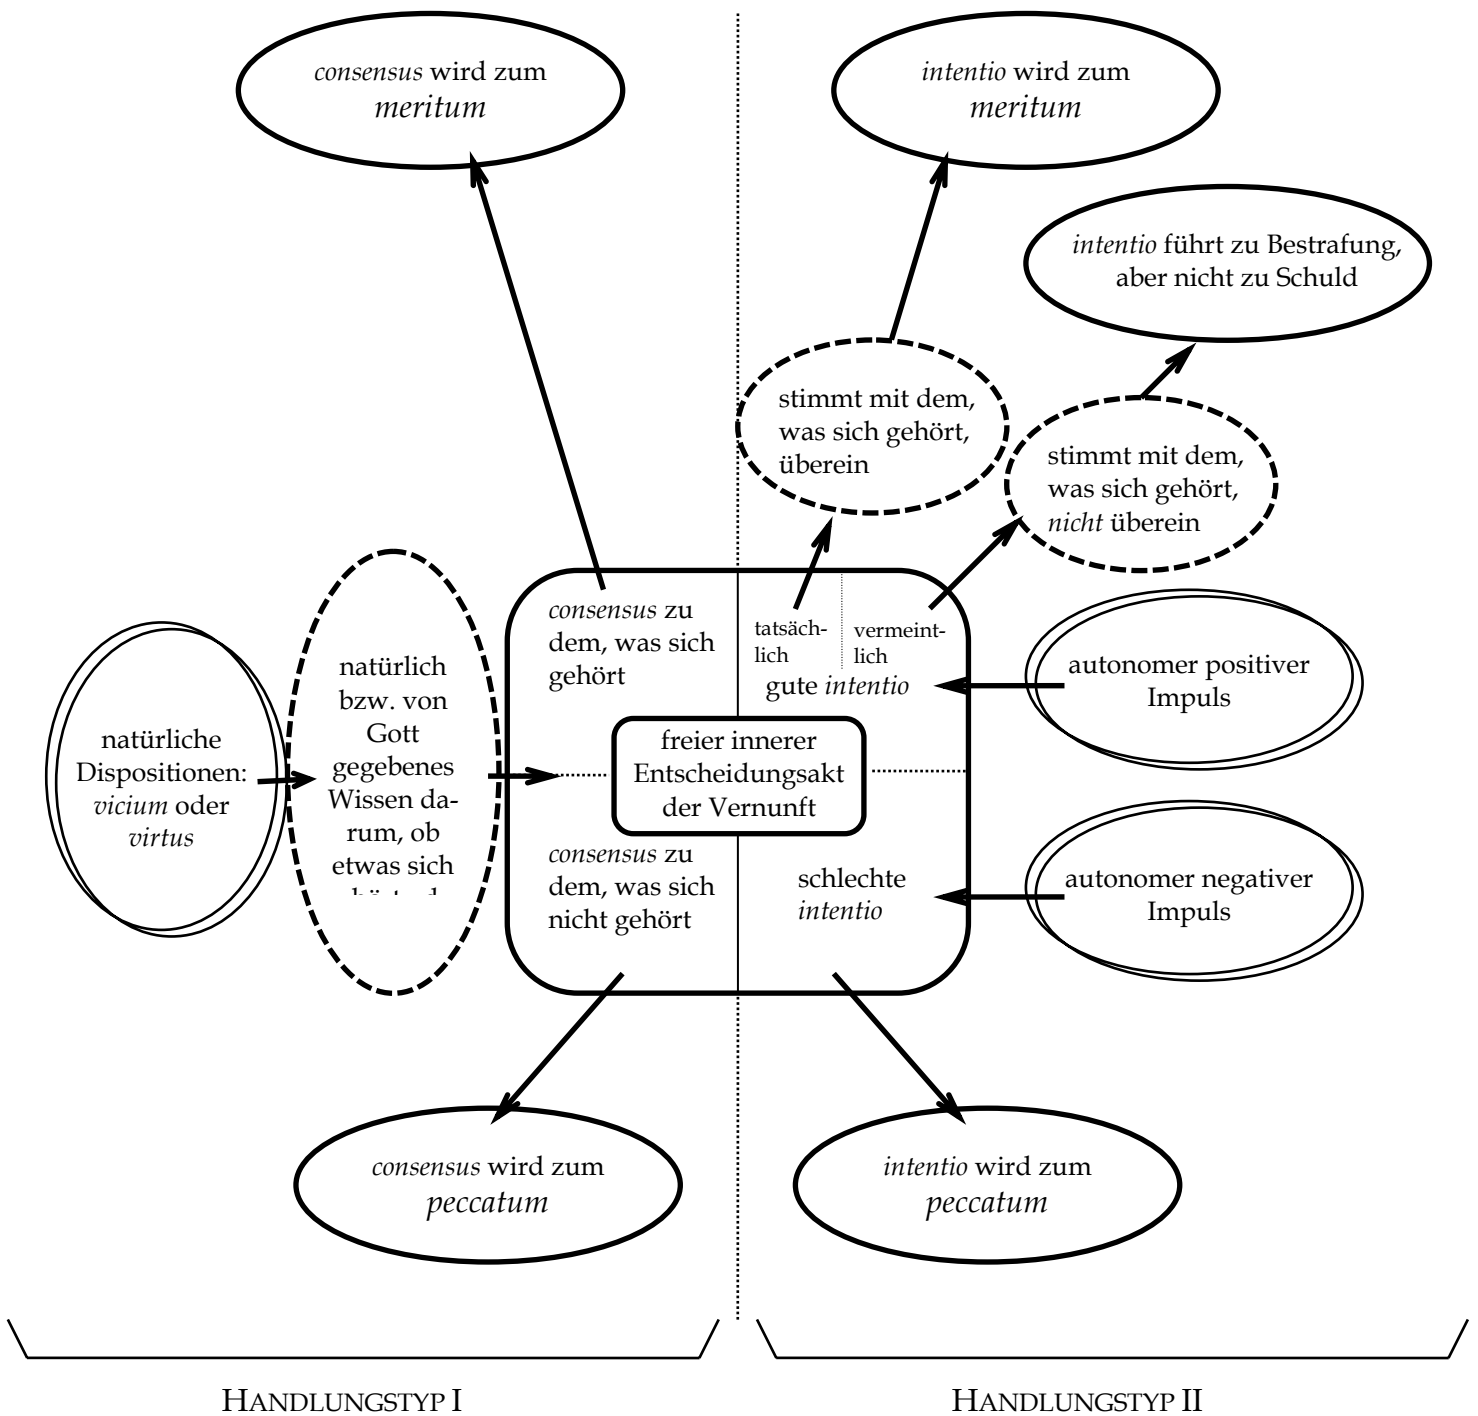 consensus wird zum
meritum
intentio wird zum
meritum
intentio führt zu Bestrafung,
aber nicht zu Schuld
stimmt mit dem,
was sich gehört,
überein
stimmt mit dem,
was sich gehört,
nicht überein
natürliche
Dispositionen:
vicium oder
virtus
natürlich
bzw. von
Gott
gegebenes
Wissen da-
rum, ob
etwas sich
consensus zu
dem, was sich
gehört
tatsäch-
lich
vermeint-
lich
gute intentio
freier innerer
Entscheidungsakt
der Vernunft
consensus zu
dem, was sich
nicht gehört
schlechte
intentio
autonomer positiver
Impuls
autonomer negativer
Impuls
consensus wird zum
peccatum
intentio wird zum
peccatum
HANDLUNGSTYP I
HANDLUNGSTYP II